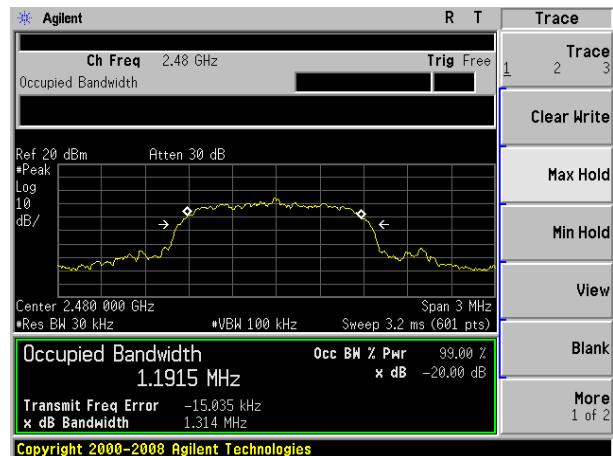 Agilent R T Trace
Ch Freq 2.48 GHz Trig Free
Occupied Bandwidth
Trace
1 2 3
Clear Write
Max Hold
Min Hold
View
Blank
More
1 of 2
Ref 20 dBm Atten 30 dB
#Peak
Log
10
dB/
Center 2.480 000 GHz Span 3 MHz
#Res BW 30 kHz #VBW 100 kHz Sweep 3.2 ms (601 pts)
Occupied Bandwidth Occ BW % Pwr 99.00 %
1.1915 MHz x dB -20.00 dB
Transmit Freq Error -15.035 kHz
x dB Bandwidth 1.314 MHz
Copyright 2000-2008 Agilent Technologies